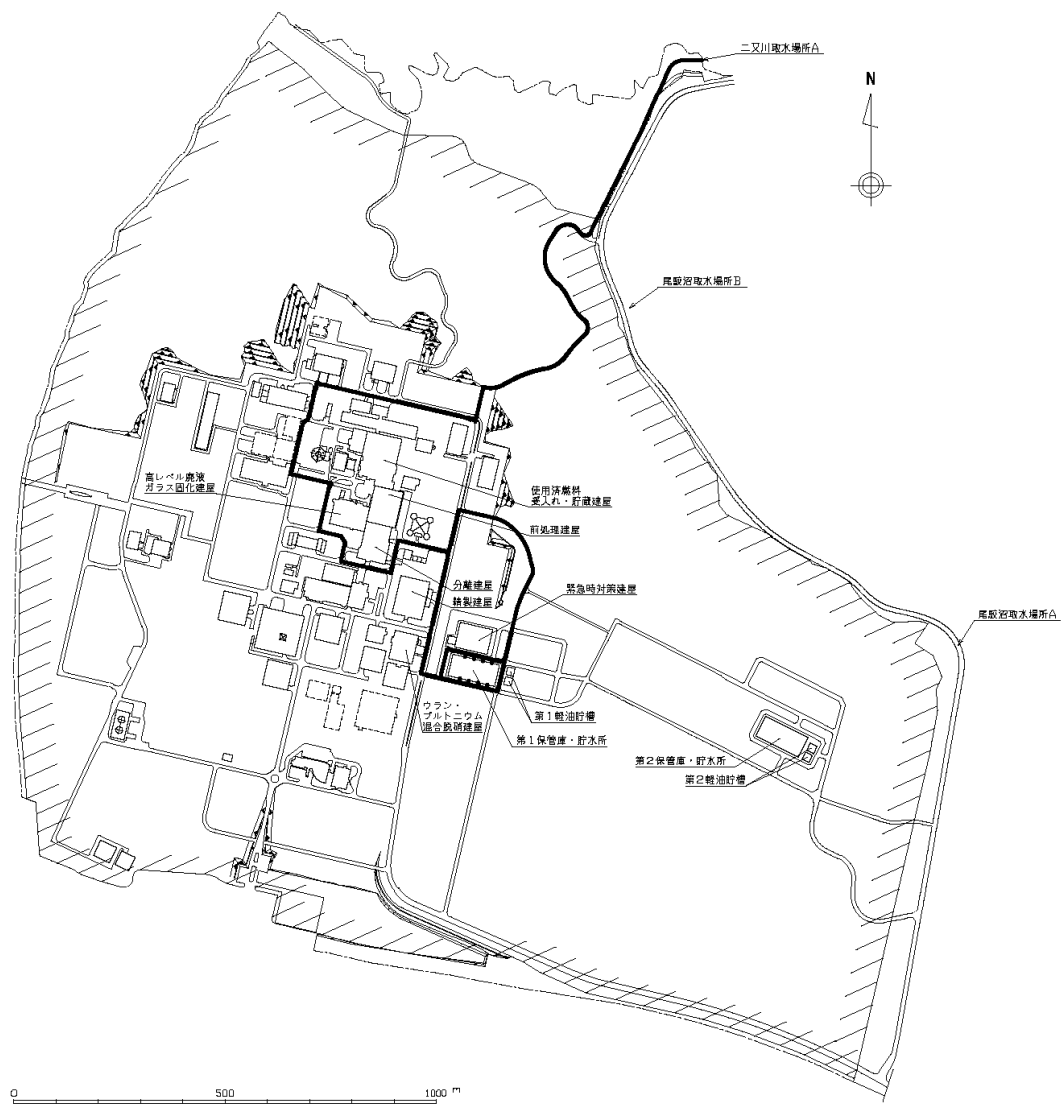 二又川取水場所A
N
尾駮沼取水場所B
高レベル廃液
ガラス固化建屋
使用済燃料
受入れ・貯蔵建屋
前処理建屋
分離建屋
精製建屋
緊急時対策建屋
尾駮沼取水場所A
ウラン・
プルトニウム
混合脱硝建屋
第1軽油貯槽
第1保管庫・貯水所
第2保管庫・貯水所
第2軽油貯槽
0 500 1000 m